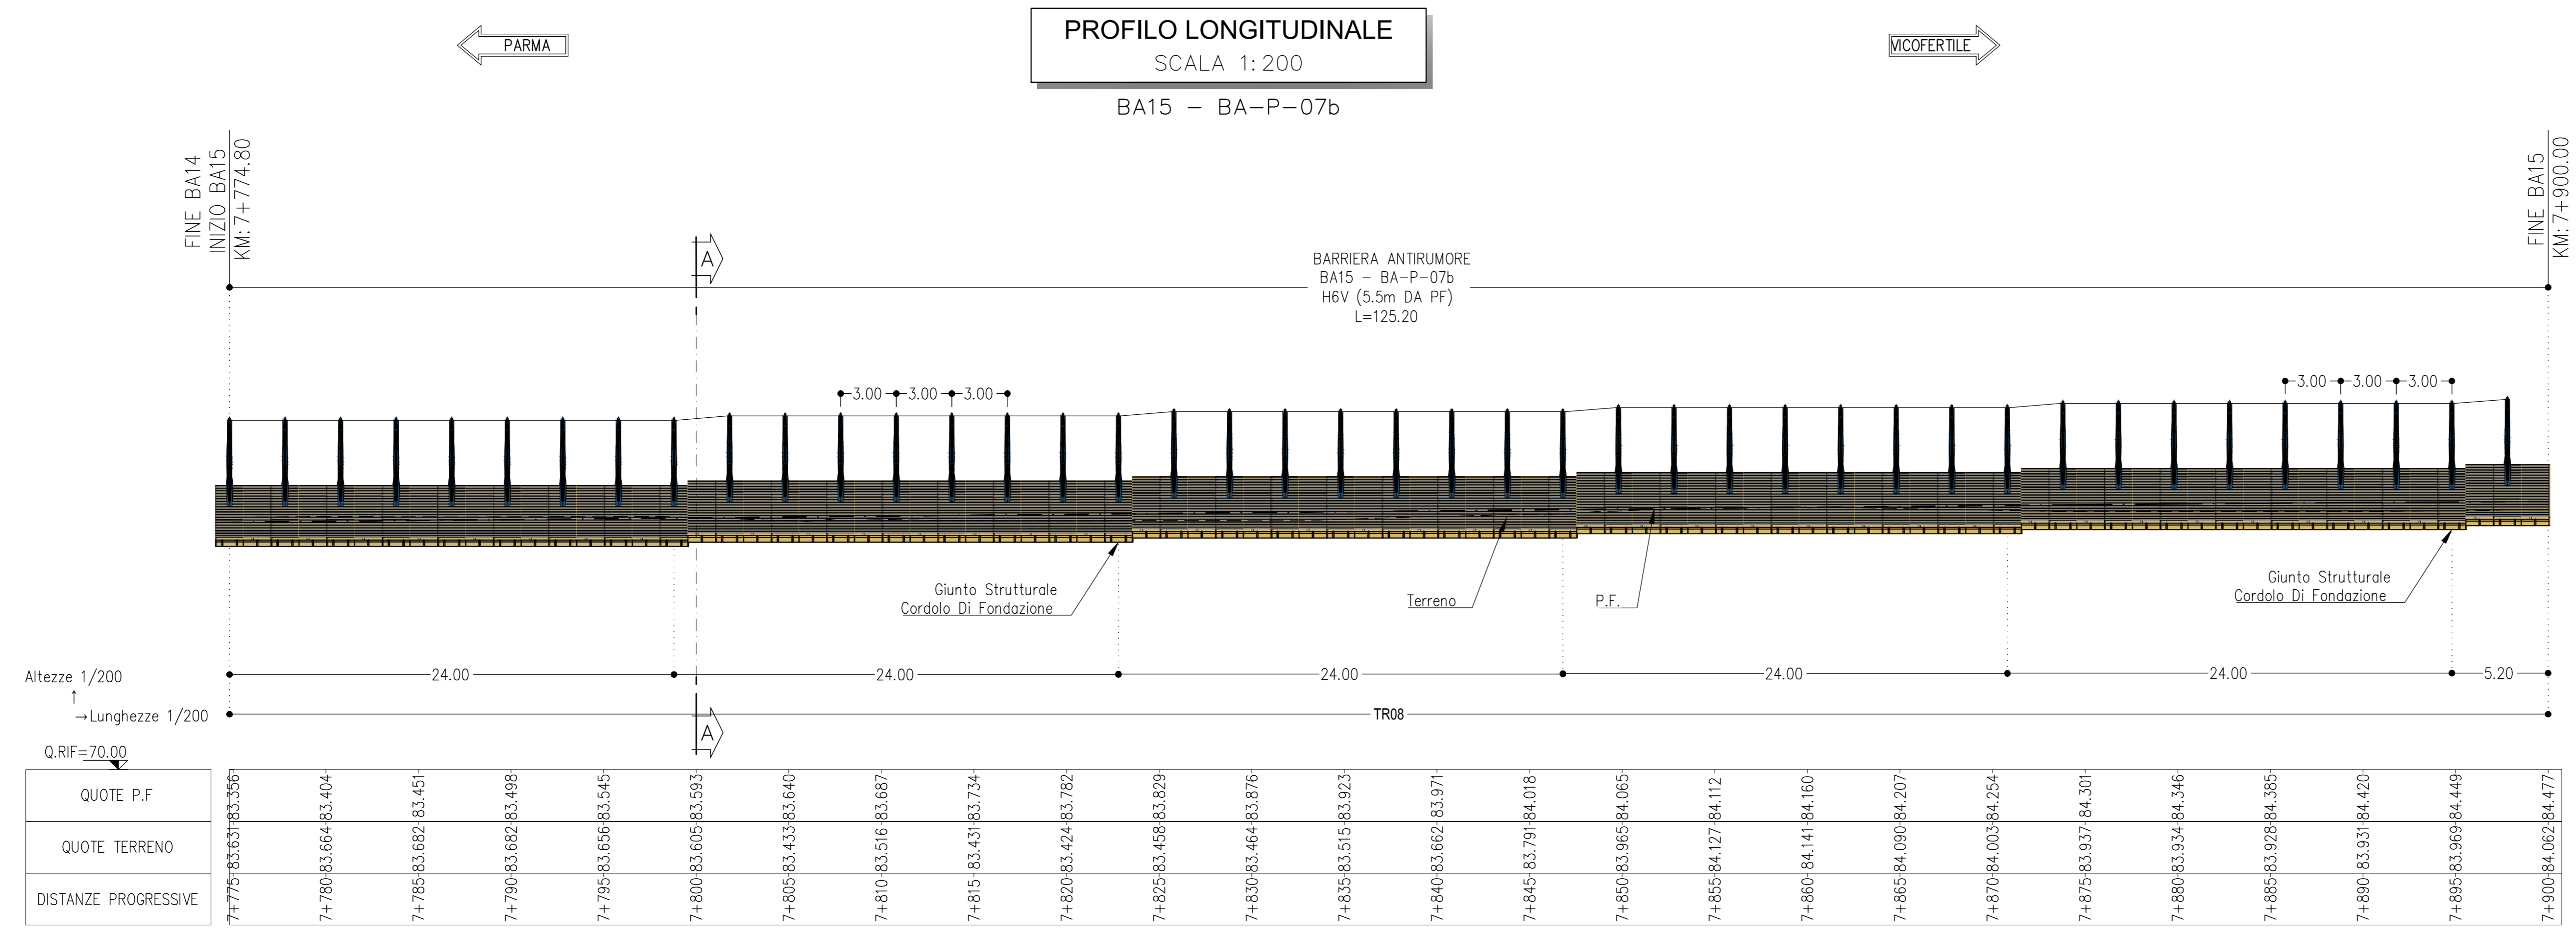 PARMA
PROFILO LONGITUDINALE
SCALA 1:200
VICOFERTILE
BA15 - BA-P-07b
FINE BA14
INIZIO BA15
KM: 7+774.80
FINE BA15
KM: 7+900.00
A
BARRIERA ANTIRUMORE
BA15 - BA-P-07b
H6V (5.5m DA PF)
L=125.20
3.00 3.00 3.00
3.00 3.00 3.00
Giunto Strutturale
Cordolo Di Fondazione
Terreno
P.F.
Giunto Strutturale
Cordolo Di Fondazione
24.00 24.00 24.00 24.00 24.00 5.20
Altezze 1/200
↑
→Lunghezze 1/200
TR08
A
Q.RIF=70.00
QUOTE P.F 83.356 83.404 83.451 83.498 83.545 83.593 83.640 83.687 83.734 83.782 83.829 83.876 83.923 83.971 84.018 84.065 84.112 84.160 84.207 84.254 84.301 84.346 84.385 84.420 84.449 84.477
QUOTE TERRENO 83.631 83.664 83.682 83.682 83.656 83.605 83.433 83.516 83.431 83.424 83.458 83.464 83.515 83.662 83.791 83.965 84.127 84.141 84.090 84.003 83.937 83.934 83.928 83.931 83.969 84.062
DISTANZE PROGRESSIVE 7+775 7+780 7+785 7+790 7+795 7+800 7+805 7+810 7+815 7+820 7+825 7+830 7+835 7+840 7+845 7+850 7+855 7+860 7+865 7+870 7+875 7+880 7+885 7+890 7+895 7+900